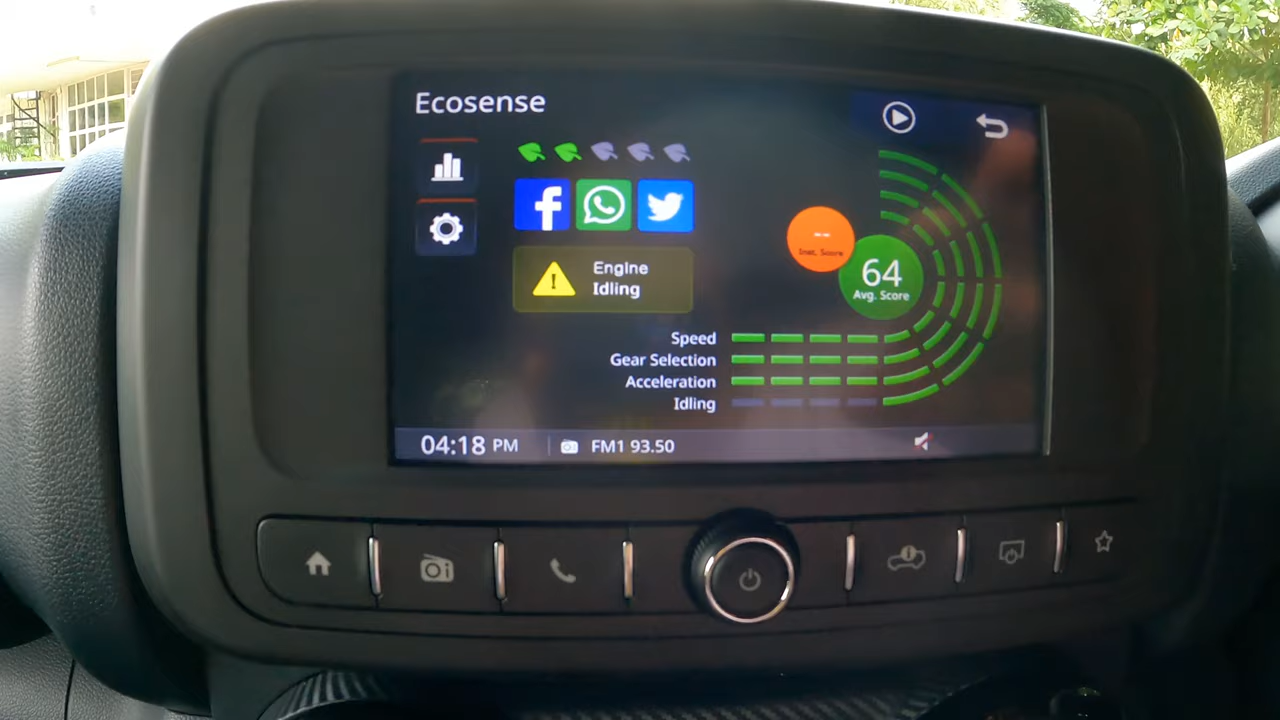 Ecosense
Engine
Idling
--
Inst. Score
64
Avg. Score
Speed
Gear Selection
Acceleration
Idling
04:18 PM
FM1 93.50